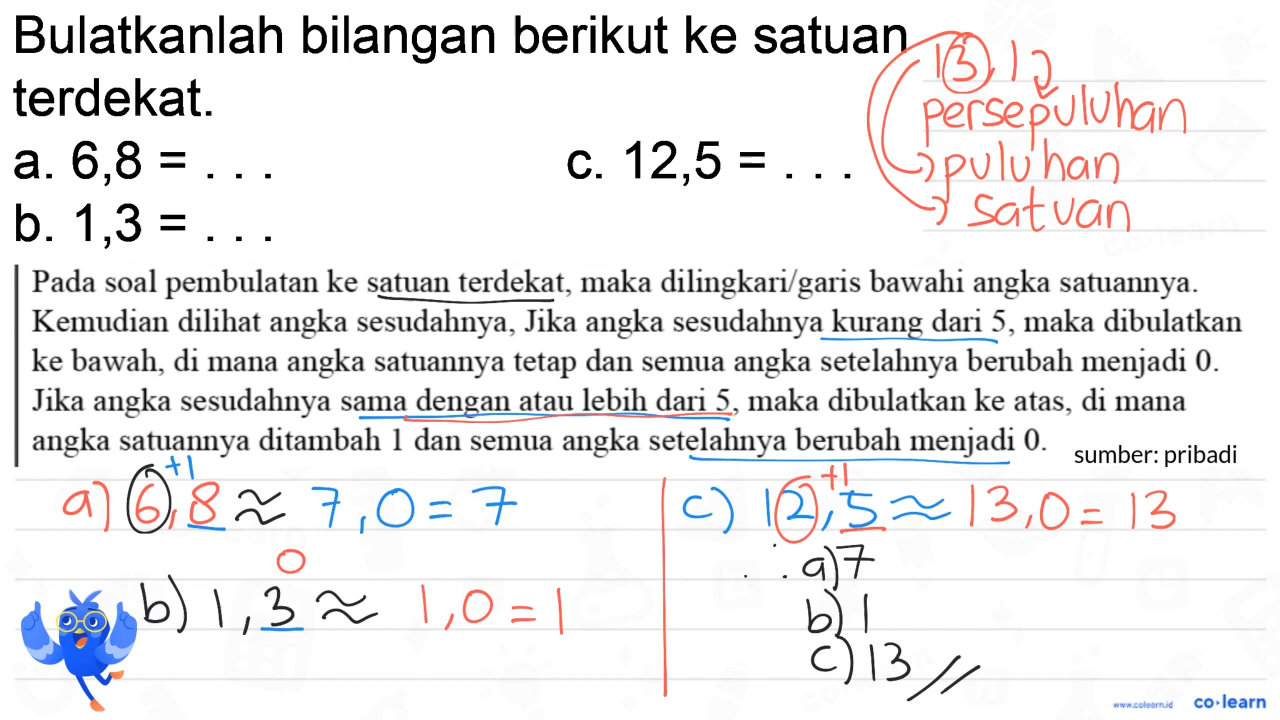 Bulatkanlah bilangan berikut ke satuan
terdekat.
a. 6,8 = . . .
c. 12,5 = . . .
b. 1,3 = . . .
13,1
persepuluhan
puluhan
satuan
Pada soal pembulatan ke satuan terdekat, maka dilingkari/garis bawahi angka satuannya.
Kemudian dilihat angka sesudahnya, Jika angka sesudahnya kurang dari 5, maka dibulatkan
ke bawah, di mana angka satuannya tetap dan semua angka setelahnya berubah menjadi 0.
Jika angka sesudahnya sama dengan atau lebih dari 5, maka dibulatkan ke atas, di mana
angka satuannya ditambah 1 dan semua angka setelahnya berubah menjadi 0.
sumber: pribadi
+1
a) 6,8 ≈ 7,0 = 7
0
b) 1,3 ≈ 1,0 = 1
+1
c) 12,5 ≈ 13,0 = 13
∴ a) 7
b) 1
c) 13 //
www.colearn.id
co·learn